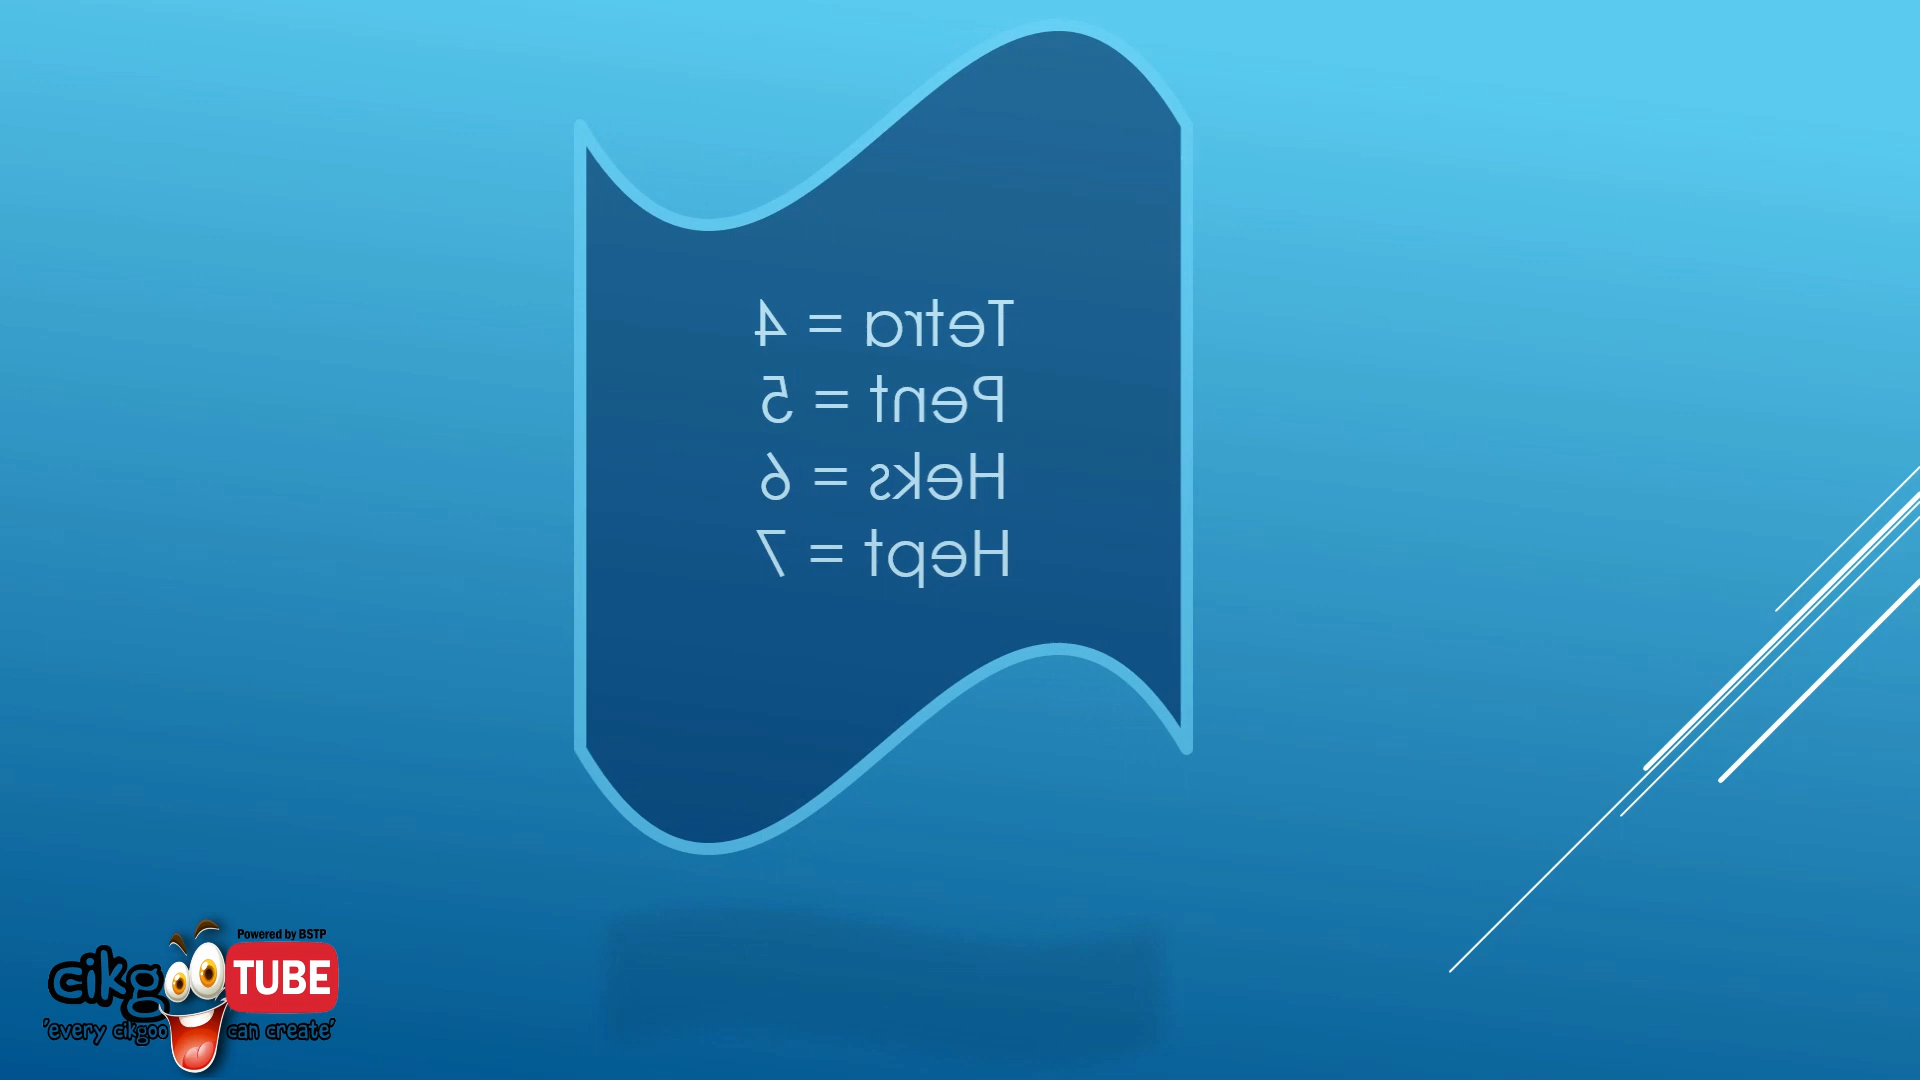 Tetra = 4
Pent = 5
Heks = 6
Hept = 7
Powered by BSTP
cikgoo TUBE
'every cikgoo can create'